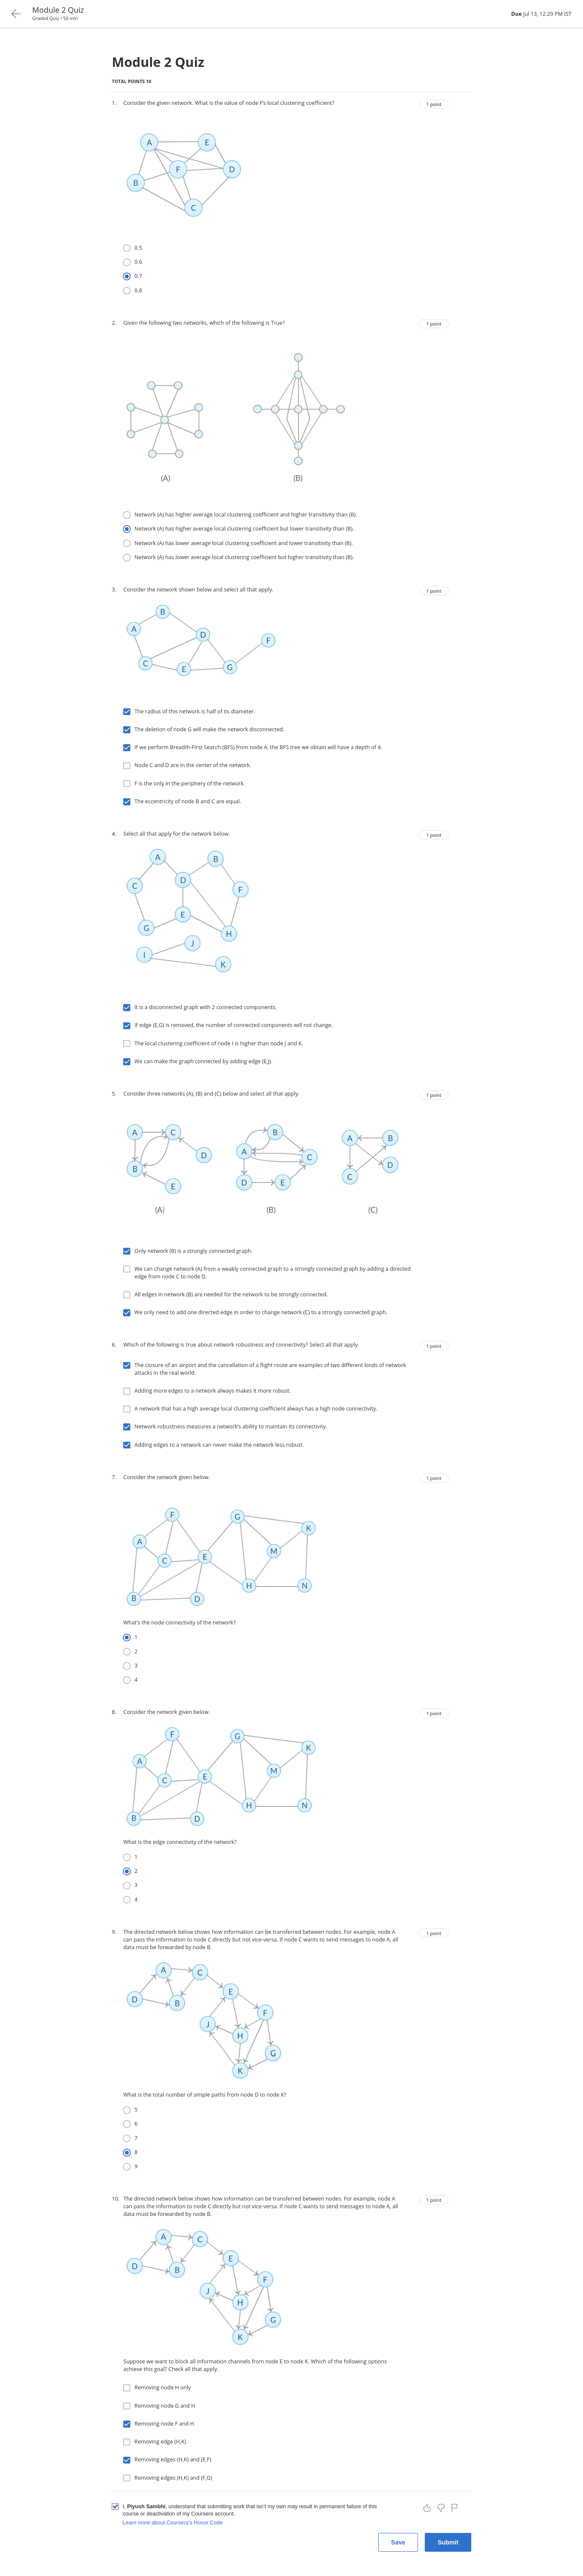 Module 2 Quiz
Graded Quiz • 50 min
Due Jul 13, 12:29 PM IST
Module 2 Quiz
TOTAL POINTS 10
1. Consider the given network. What is the value of node F's local clustering coefficient?
1 point
A
E
F
D
B
C
0.5
0.6
0.7
0.8
2. Given the following two networks, which of the following is True?
1 point
(A)
(B)
Network (A) has higher average local clustering coefficient and higher transitivity than (B).
Network (A) has higher average local clustering coefficient but lower transitivity than (B).
Network (A) has lower average local clustering coefficient and lower transitivity than (B).
Network (A) has lower average local clustering coefficient but higher transitivity than (B).
3. Consider the network shown below and select all that apply.
1 point
B
A
D
F
C
E
G
The radius of this network is half of its diameter.
The deletion of node G will make the network disconnected.
If we perform Breadth-First Search (BFS) from node A, the BFS tree we obtain will have a depth of 4.
Node C and D are in the center of the network.
F is the only in the periphery of the network.
The eccentricity of node B and C are equal.
4. Select all that apply for the network below.
1 point
A
B
D
C
F
E
G
H
J
I
K
It is a disconnected graph with 2 connected components.
If edge (E,G) is removed, the number of connected components will not change.
The local clustering coefficient of node I is higher than node J and K.
We can make the graph connected by adding edge (E,J).
5. Consider three networks (A), (B) and (C) below and select all that apply.
1 point
A
C
B
D
E
(A)
B
A
C
D
E
(B)
A
B
D
C
(C)
Only network (B) is a strongly connected graph.
We can change network (A) from a weakly connected graph to a strongly connected graph by adding a directed
edge from node C to node D.
All edges in network (B) are needed for the network to be strongly connected.
We only need to add one directed edge in order to change network (C) to a strongly connected graph.
6. Which of the following is true about network robustness and connectivity? Select all that apply.
1 point
The closure of an airport and the cancellation of a flight route are examples of two different kinds of network
attacks in the real world.
Adding more edges to a network always makes it more robust.
A network that has a high average local clustering coefficient always has a high node connectivity.
Network robustness measures a network's ability to maintain its connectivity.
Adding edges to a network can never make the network less robust.
7. Consider the network given below.
1 point
F
G
K
A
M
C
E
H
N
B
D
What's the node connectivity of the network?
1
2
3
4
8. Consider the network given below.
1 point
F
G
K
A
M
C
E
H
N
B
D
What is the edge connectivity of the network?
1
2
3
4
9. The directed network below shows how information can be transferred between nodes. For example, node A
can pass the information to node C directly but not vice-versa. If node C wants to send messages to node A, all
data must be forwarded by node B.
1 point
A
C
E
D
B
F
J
H
G
K
What is the total number of simple paths from node D to node K?
5
6
7
8
9
10. The directed network below shows how information can be transferred between nodes. For example, node A
can pass the information to node C directly but not vice-versa. If node C wants to send messages to node A, all
data must be forwarded by node B.
1 point
A
C
E
D
B
F
J
H
G
K
Suppose we want to block all information channels from node E to node K. Which of the following options
achieve this goal? Check all that apply.
Removing node H only
Removing node G and H
Removing node F and H
Removing edge (H,K)
Removing edges (H,K) and (E,F)
Removing edges (H,K) and (F,G)
I, Piyush Sambhi, understand that submitting work that isn't my own may result in permanent failure of this
course or deactivation of my Coursera account.
Learn more about Coursera's Honor Code
Save
Submit